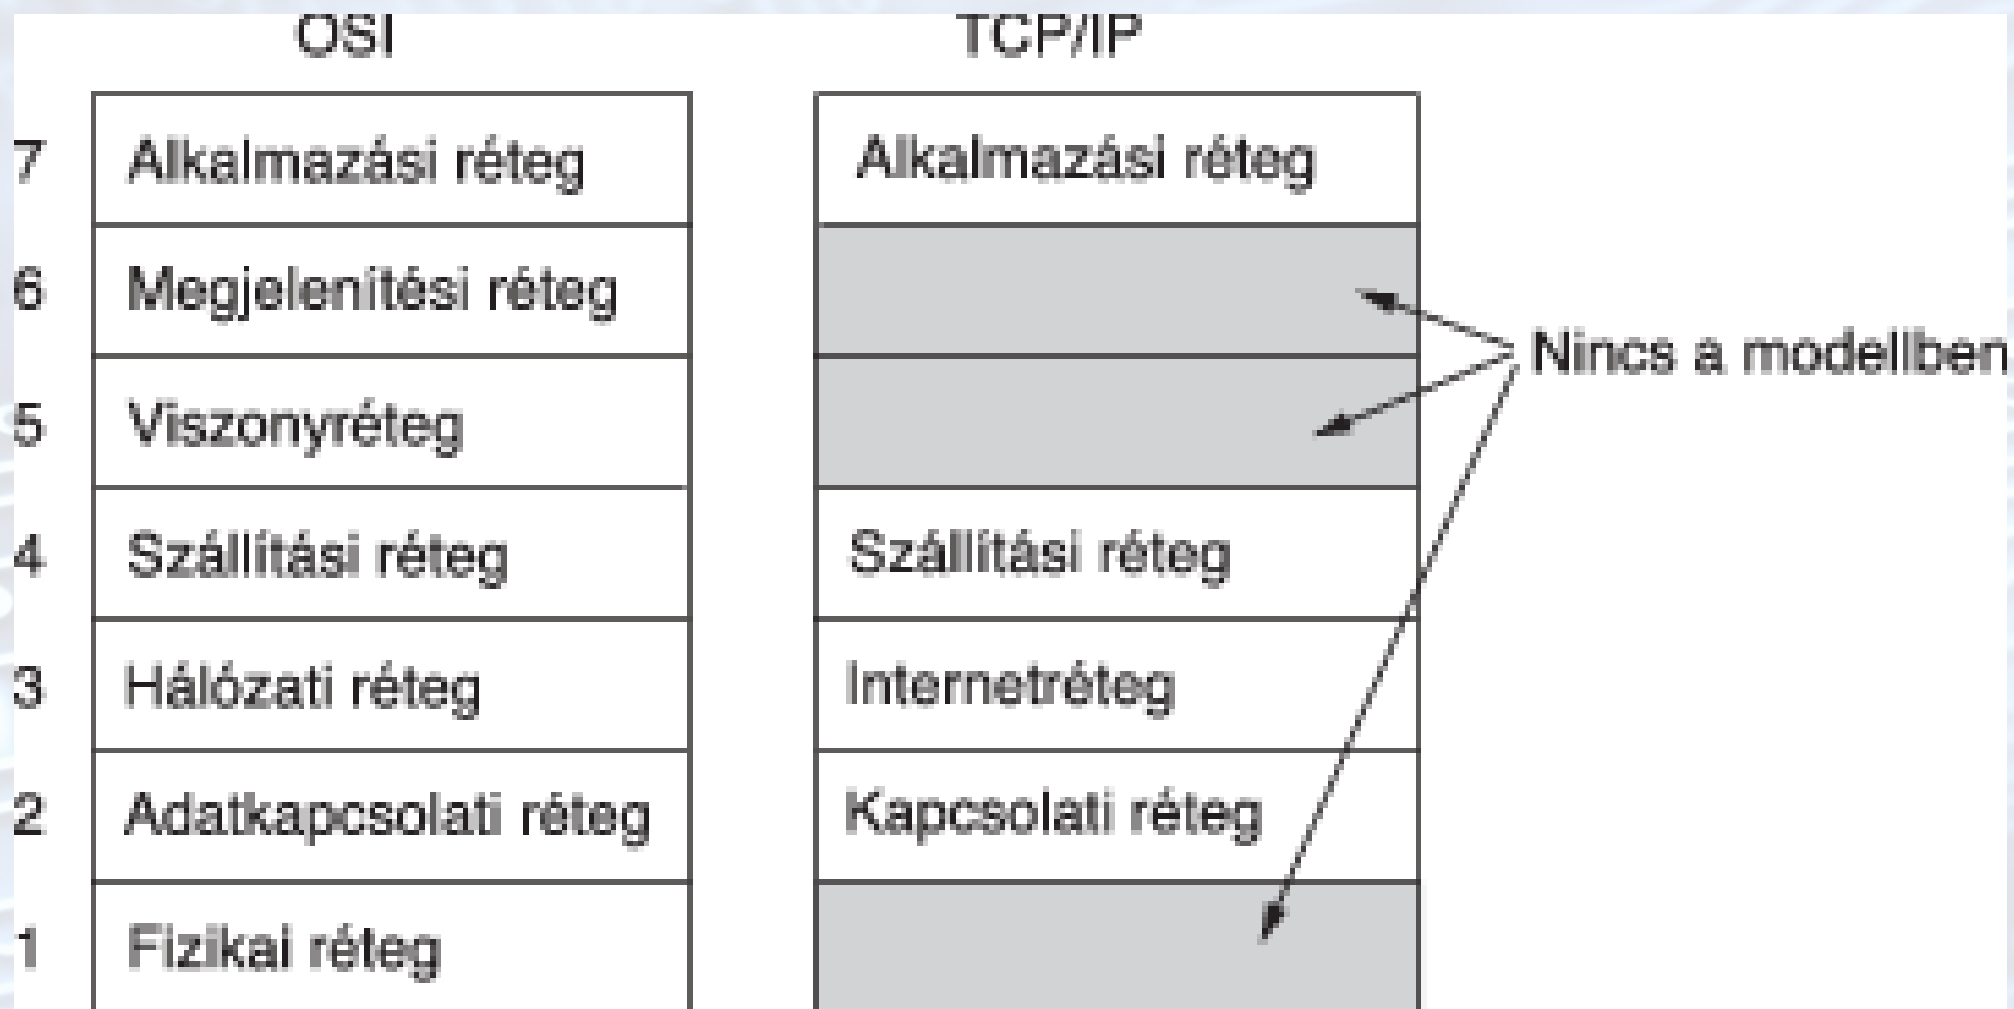 OSI TCP/IP
7 Alkalmazási réteg Alkalmazási réteg
6 Megjelenítési réteg
Nincs a modellben
5 Viszonyréteg
4 Szállítási réteg Szállítási réteg
3 Hálózati réteg Internetréteg
2 Adatkapcsolati réteg Kapcsolati réteg
1 Fizikai réteg